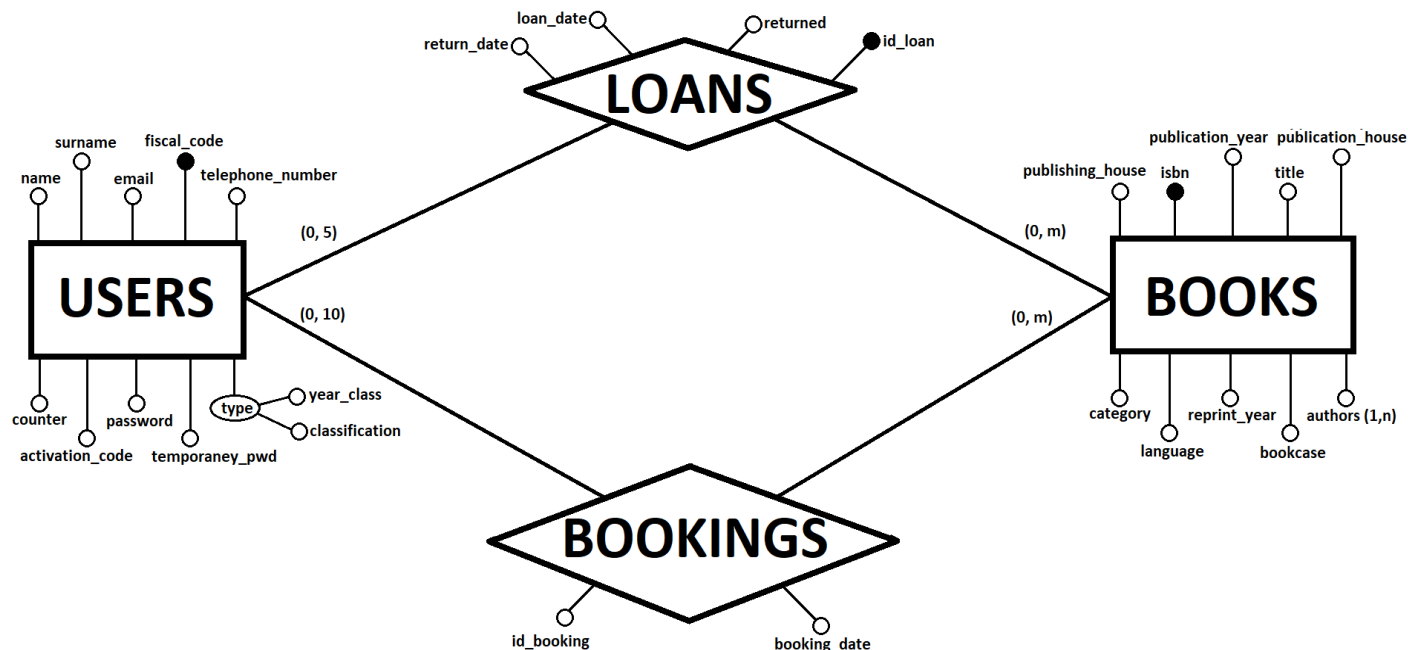 loan_date
returned
return_date
id_loan
LOANS
surname
fiscal_code
name
email
telephone_number
publication_year
publication_house
publishing_house
isbn
title
(0, 5)
(0, m)
USERS
BOOKS
(0, 10)
(0, m)
counter
password
type
year_class
classification
activation_code
temporaney_pwd
category
reprint_year
authors (1,n)
language
bookcase
BOOKINGS
id_booking
booking_date